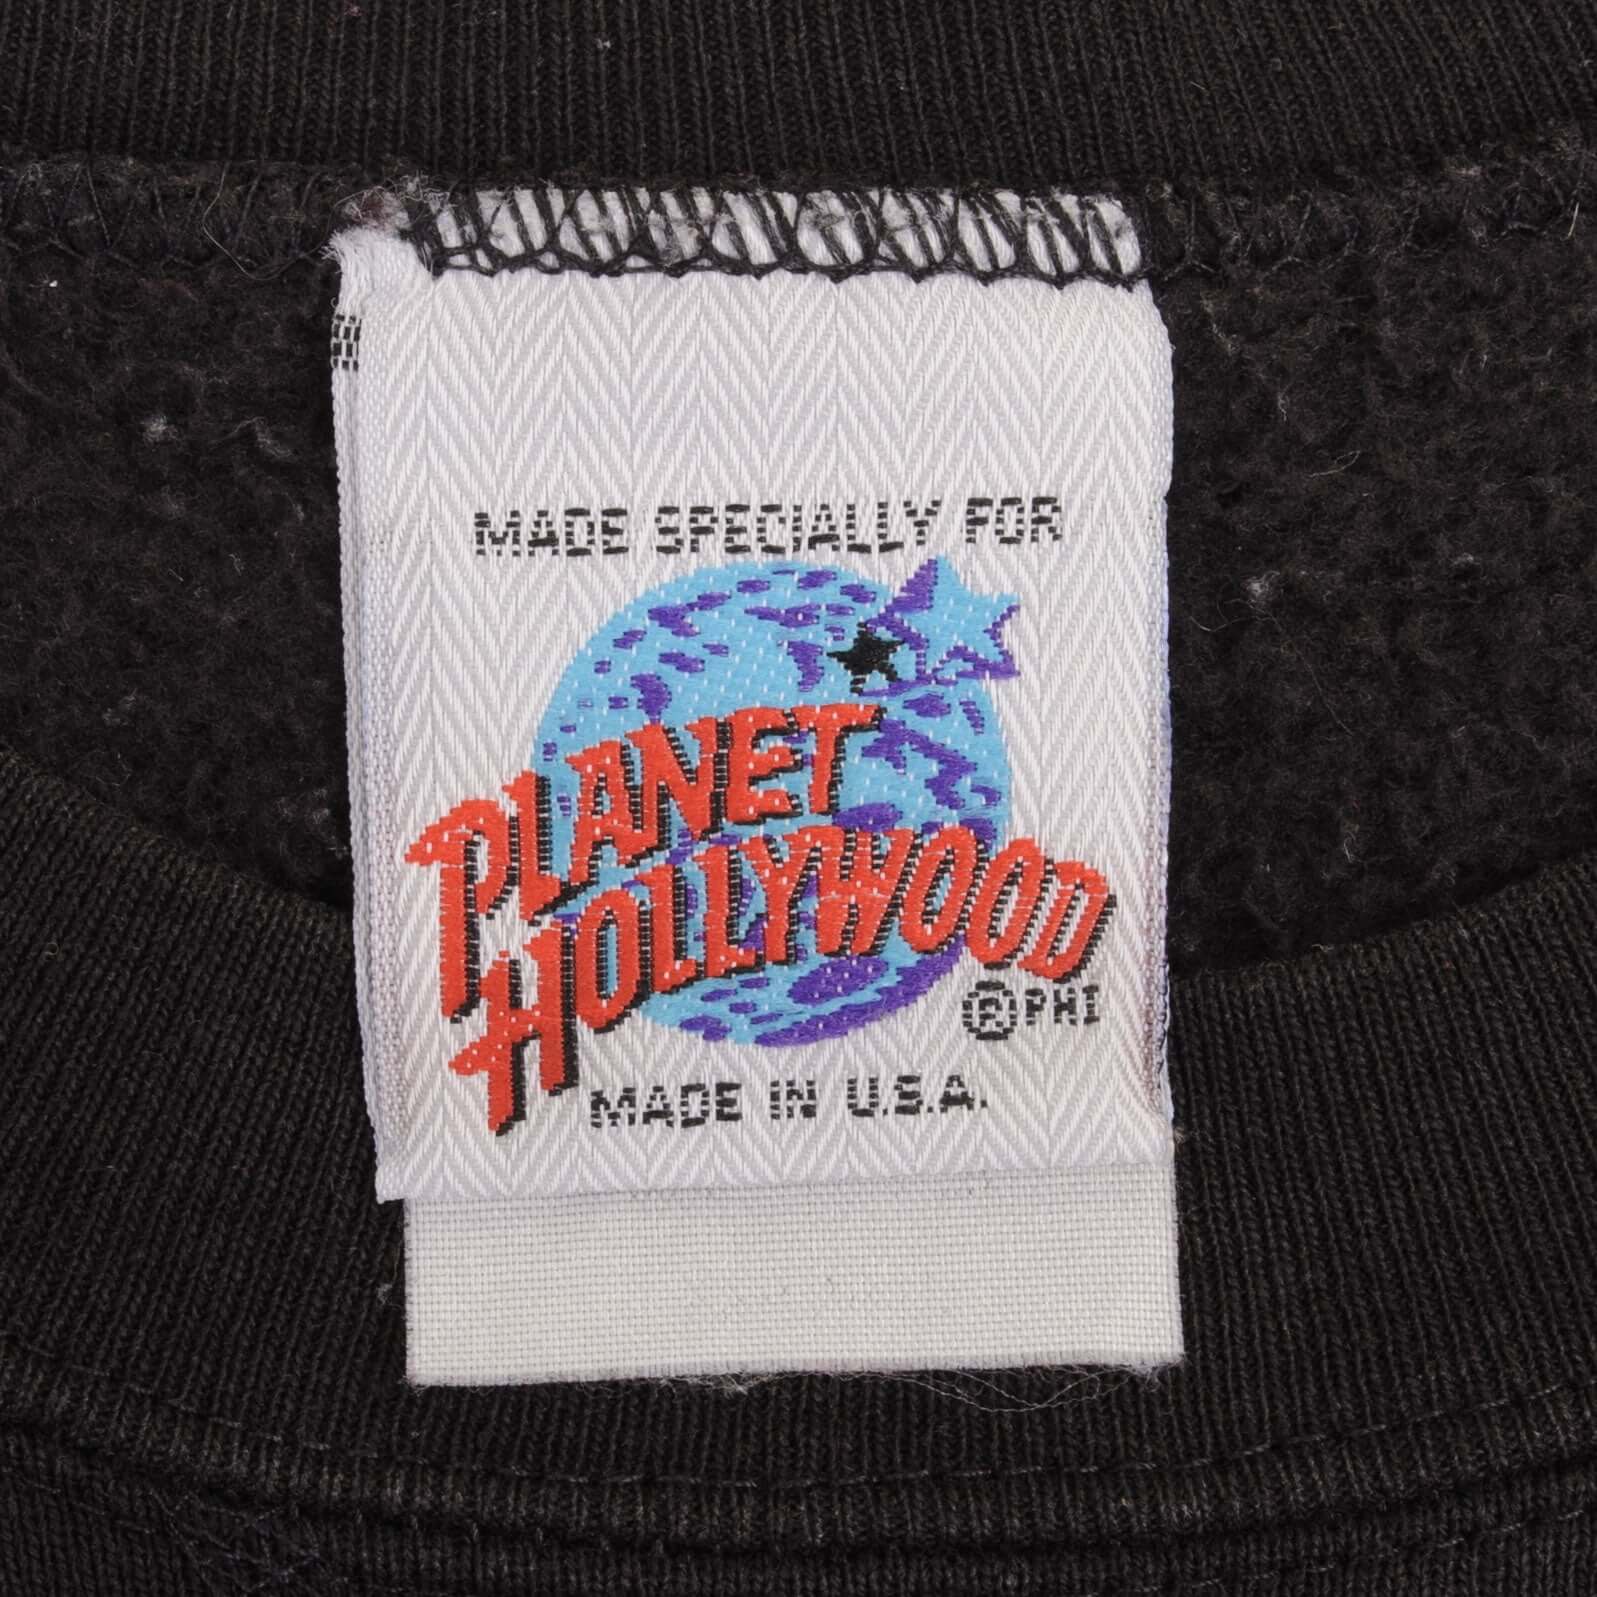 MADE SPECIALLY FOR
PLANET
HOLLYWOOD
®PHI
MADE IN U.S.A.